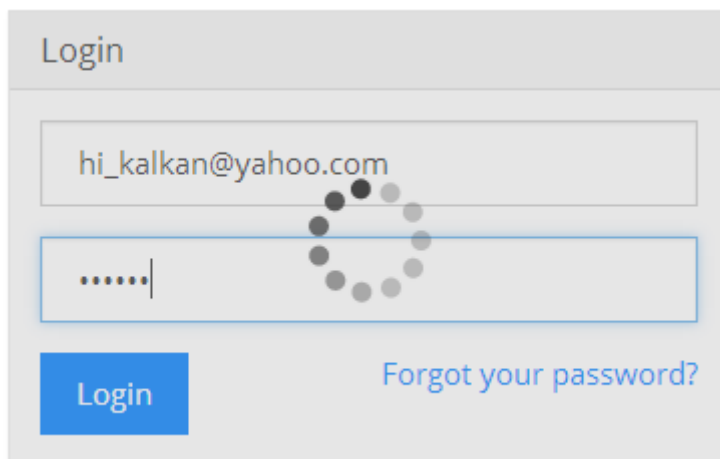 Login
hi_kalkan@yahoo.com
••••••
Login
Forgot your password?